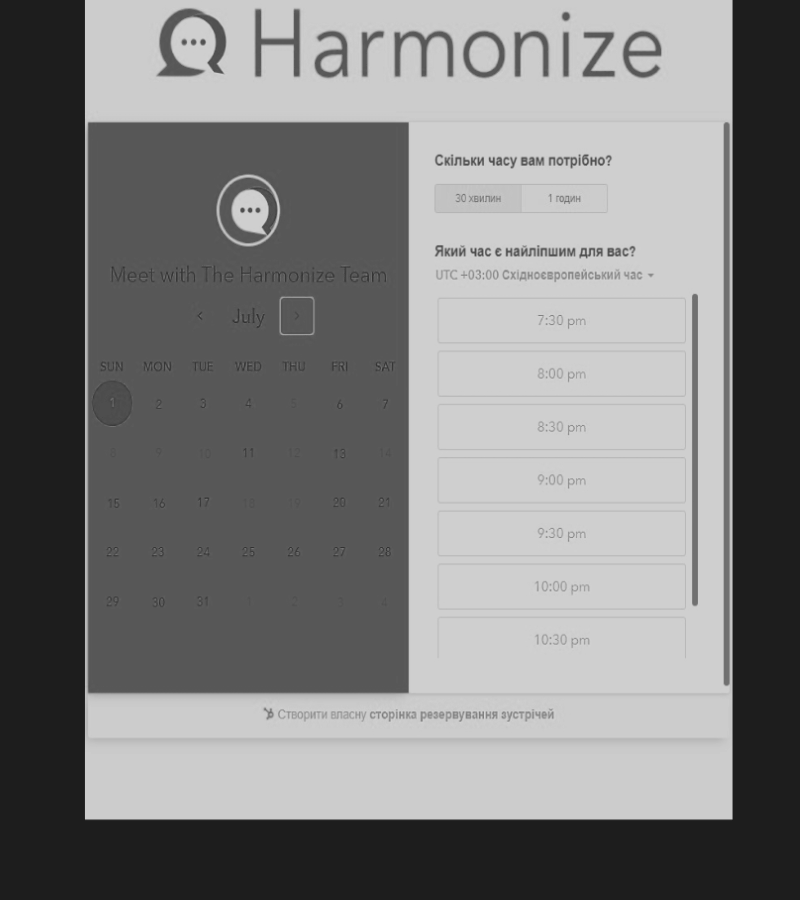 Harmonize
Meet with The Harmonize Team
< July >
SUN MON TUE WED THU FRI SAT
1 2 3 4 5 6 7
8 9 10 11 12 13 14
15 16 17 18 19 20 21
22 23 24 25 26 27 28
29 30 31 1 2 3 4
Скільки часу вам потрібно?
30 хвилин 1 годин
Який час є найліпшим для вас?
UTC +03:00 Східноєвропейський час
7:30 pm
8:00 pm
8:30 pm
9:00 pm
9:30 pm
10:00 pm
10:30 pm
Створити власну сторінка резервування зустрічей